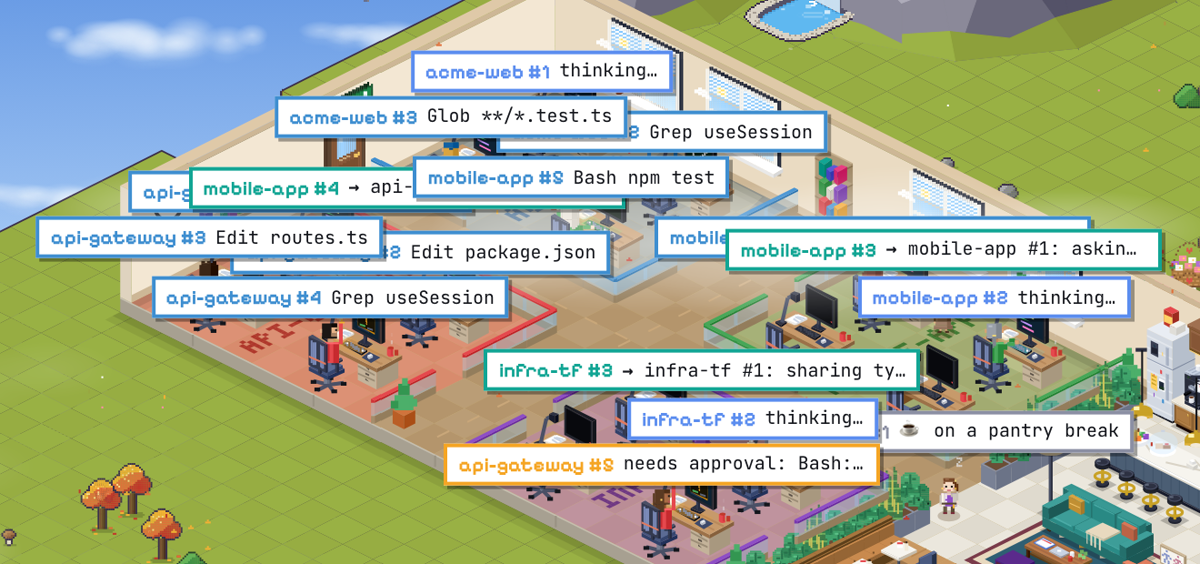 acme-web #1 thinking…
acme-web #3 Glob **/*.test.ts
Grep useSession
mobile-app #5 Bash npm test
api-g
mobile-app #4 → api-
api-gateway #3 Edit routes.ts
#2 Edit package.json
mobile
mobile-app #3 → mobile-app #1: askin…
api-gateway #4 Grep useSession
mobile-app #2 thinking…
API-
infra-tf #3 → infra-tf #1: sharing ty…
infra-tf #2 thinking…
on a pantry break
api-gateway #5 needs approval: Bash:…